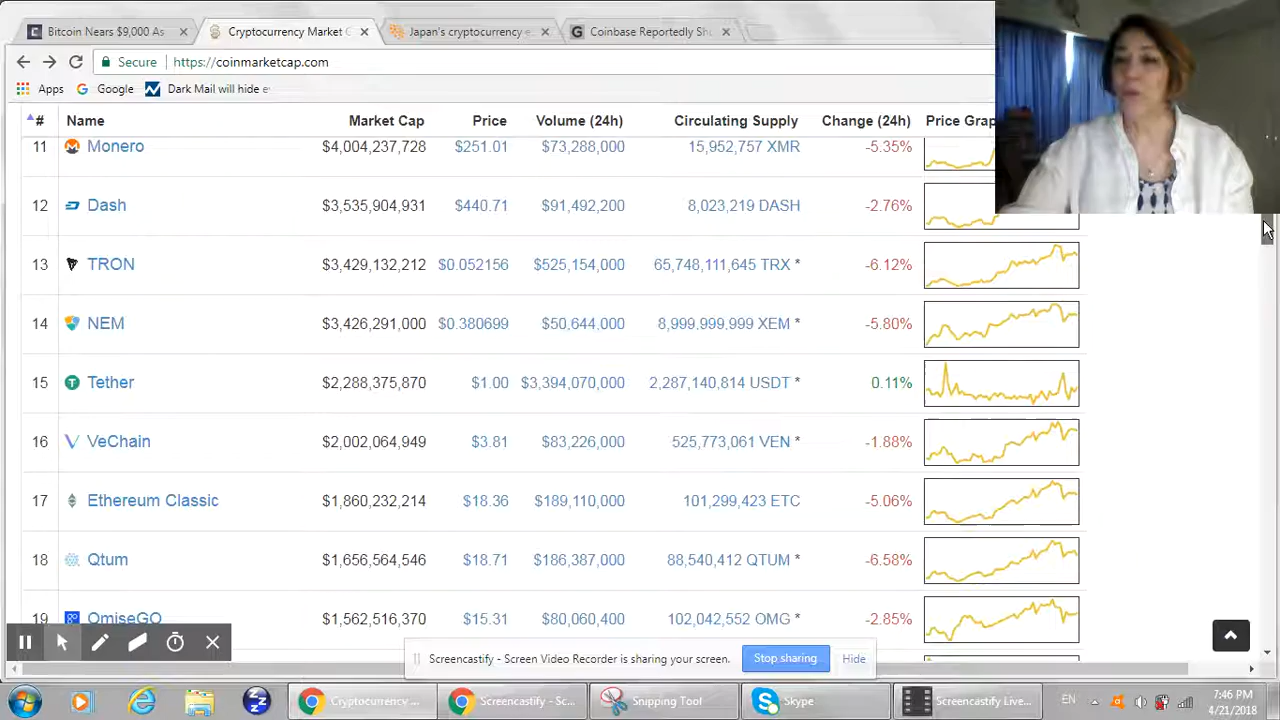 Bitcoin Nears $9,000 As
Cryptocurrency Market C
Japan's cryptocurrency e
Coinbase Reportedly Sh
Secure https://coinmarketcap.com
Apps Google Dark Mail will hide e
# Name Market Cap Price Volume (24h) Circulating Supply Change (24h) Price Grap
11 Monero $4,004,237,728 $251.01 $73,288,000 15,952,757 XMR -5.35%
12 Dash $3,535,904,931 $440.71 $91,492,200 8,023,219 DASH -2.76%
13 TRON $3,429,132,212 $0.052156 $525,154,000 65,748,111,645 TRX * -6.12%
14 NEM $3,426,291,000 $0.380699 $50,644,000 8,999,999,999 XEM * -5.80%
15 Tether $2,288,375,870 $1.00 $3,394,070,000 2,287,140,814 USDT * 0.11%
16 VeChain $2,002,064,949 $3.81 $83,226,000 525,773,061 VEN * -1.88%
17 Ethereum Classic $1,860,232,214 $18.36 $189,110,000 101,299,423 ETC -5.06%
18 Qtum $1,656,564,546 $18.71 $186,387,000 88,540,412 QTUM * -6.58%
19 OmiseGO $1,562,516,370 $15.31 $80,060,400 102,042,552 OMG * -2.85%
Screencastify - Screen Video Recorder is sharing your screen. Stop sharing Hide
Cryptocurrency ... Screencastify - Sc... Snipping Tool Skype Screencastify Live... EN 7:46 PM
4/21/2018